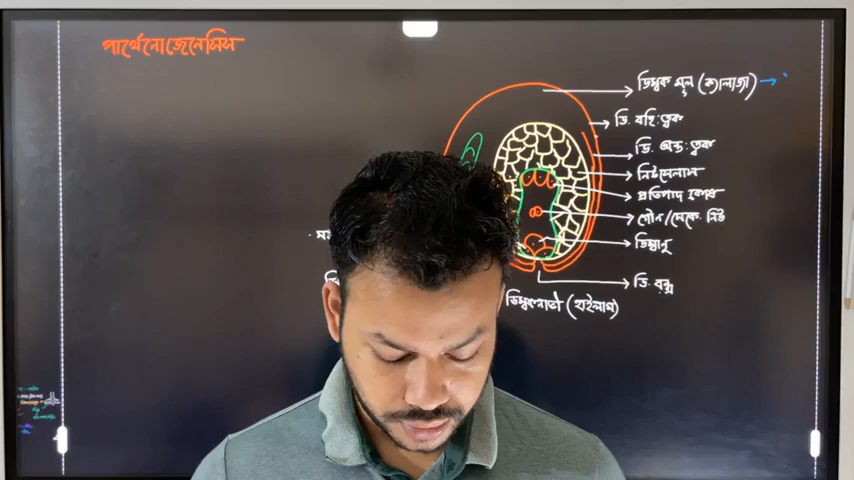 পার্থেনোজেনেসিস
ডিম্বক মূল (ক্যালাজা)
ডি. বহি:ত্বক
ডি. অন্ত:ত্বক
নিউসেলাস
প্রতিপাদ কোষ
গৌণ/সেকে. নিউ
ডিম্বানু
ডি. রন্ধ্র
ডিম্বকনাভী (হাইলাম)